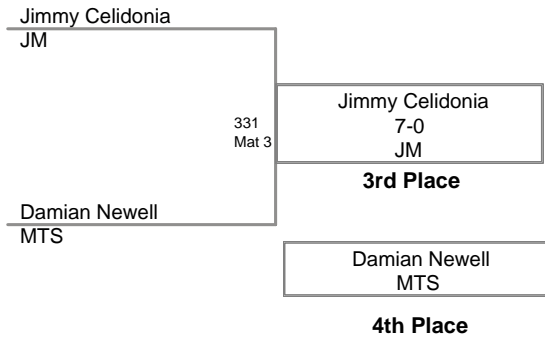 Jimmy Celidonia
JM
331
Mat 3
Jimmy Celidonia
7-0
JM
3rd Place
Damian Newell
MTS
Damian Newell
MTS
4th Place